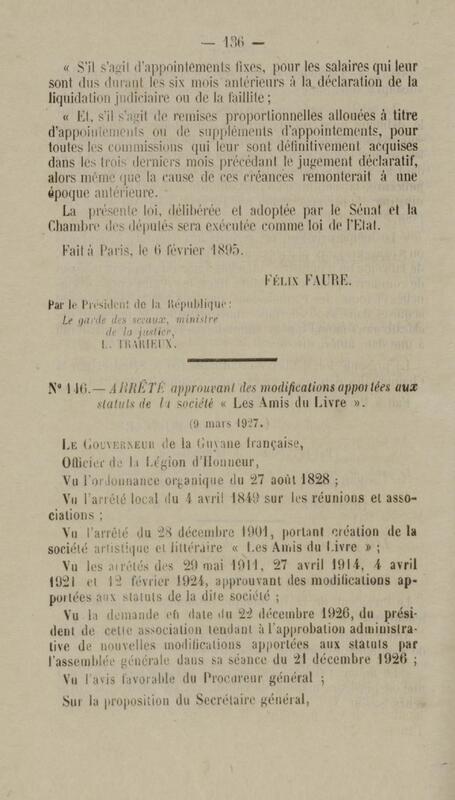 — 136 —
« S'il s'agit d'appointements fixes, pour les salaires qui leur
sont dus durant les six mois antérieurs à la déclaration de la
liquidation judiciaire ou de la faillite ;
« Et, s'il s'agit de remises proportionnelles allouées à titre
d'appointements ou de suppléments d'appointements, pour
toutes les commissions qui leur sont définitivement acquises
dans les trois derniers mois précédant le jugement déclaratif,
alors même que la cause de ces créances remonterait à une
époque antérieure.
La présente loi, délibérée et adoptée par le Sénat et la
Chambre des députés sera exécutée comme loi de l'Etat.
Fait à Paris, le 6 février 1895.
FÉLIX FAURE.
Par le Président de la République :
Le garde des sceaux, ministre
de la justice,
L. TRARIEUX.
N° 146. — ARRÊTÉ approuvant des modifications apportées aux
statuts de la société « Les Amis du Livre ».
(9 mars 1927.)
LE GOUVERNEUR de la Guyane française,
Officier de la Légion d'Honneur,
Vu l'ordonnance organique du 27 août 1828 ;
Vu l'arrêté local du 4 avril 1849 sur les réunions et asso-
ciations ;
Vu l'arrêté du 28 décembre 1901, portant création de la
société artistique et littéraire « Les Amis du Livre » ;
Vu les arrêtés des 29 mai 1911, 27 avril 1914, 4 avril
1921 et 12 février 1924, approuvant des modifications ap-
portées aux statuts de la dite société ;
Vu la demande en date du 22 décembre 1926, du prési-
dent de cette association tendant à l'approbation administra-
tive de nouvelles modifications apportées aux statuts par
l'assemblée générale dans sa séance du 21 décembre 1926 ;
Vu l'avis favorable du Procureur général ;
Sur la proposition du Secrétaire général,